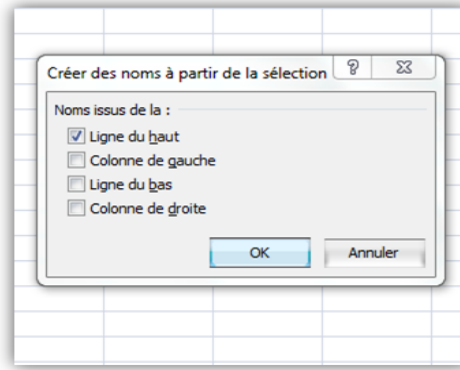 Créer des noms à partir de la sélection
Noms issus de la :
Ligne du haut
Colonne de gauche
Ligne du bas
Colonne de droite
OK Annuler